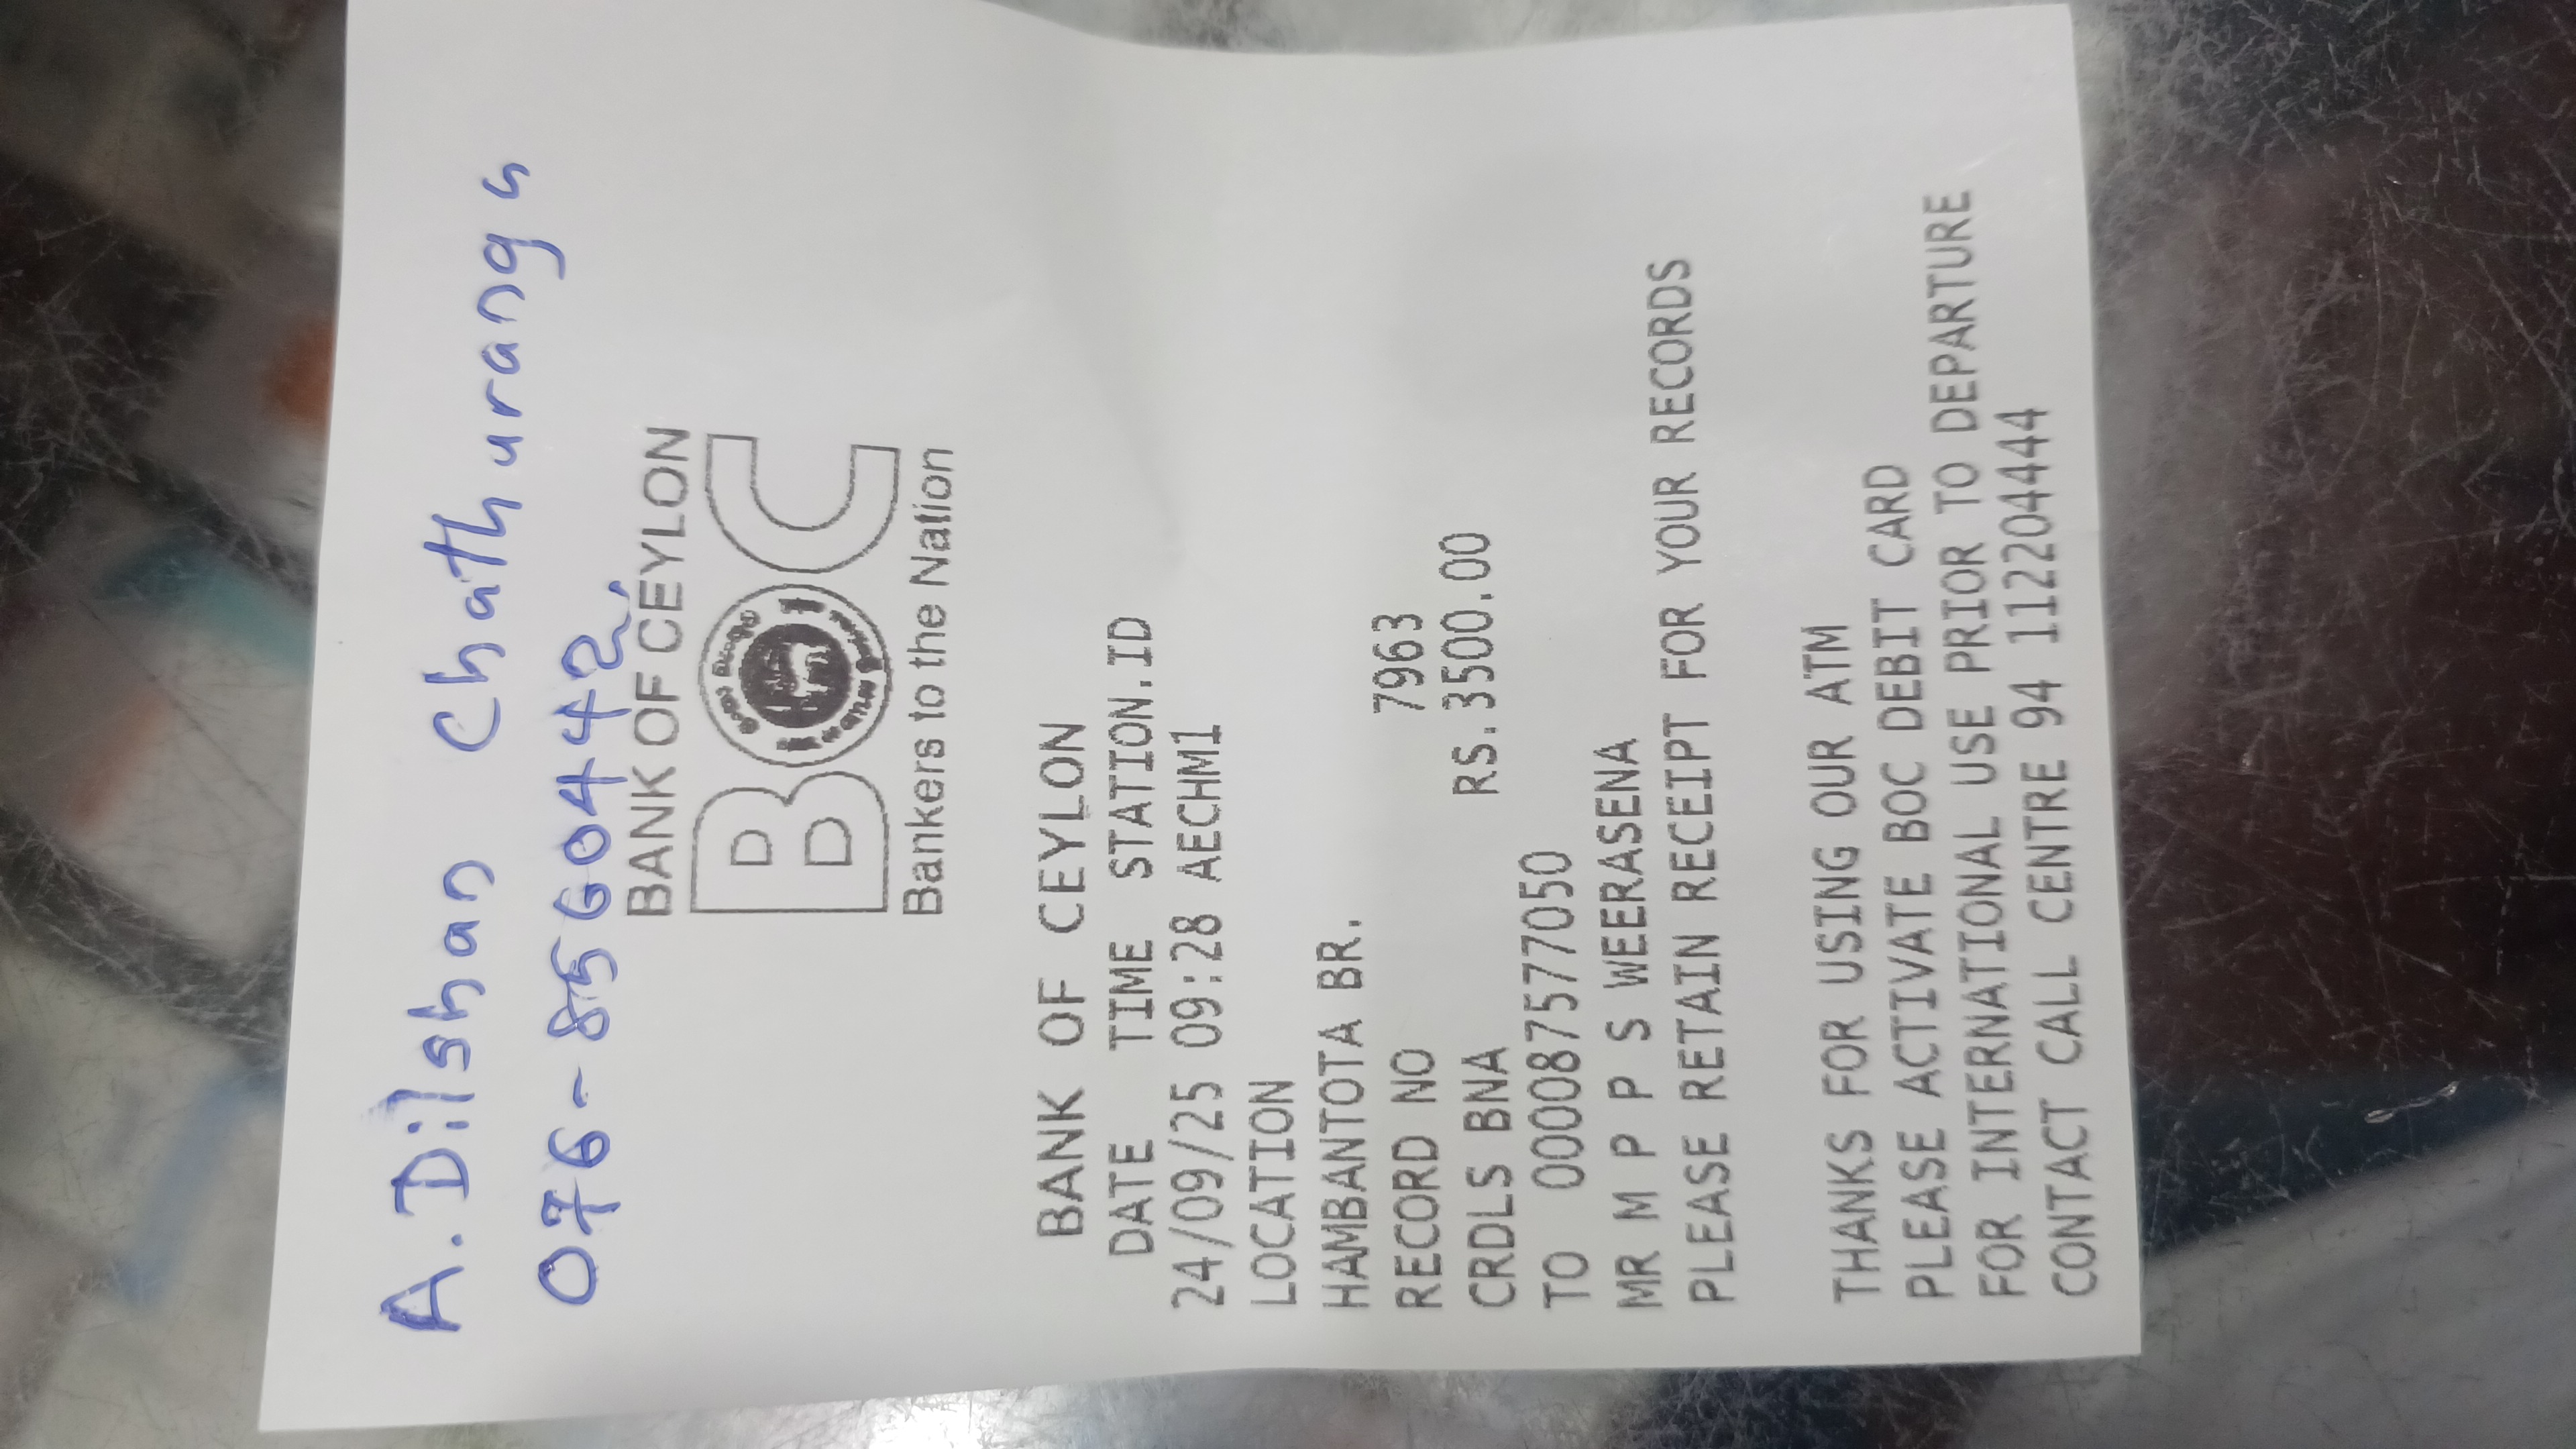 A. Dilshan Chathuranga
076-8560442
BANK OF CEYLON
BOC
Bankers to the Nation
BANK OF CEYLON
DATE TIME STATION.ID
24/09/25 09:28 AECHM1
LOCATION
HAMBANTOTA BR.
RECORD NO 7963
CRDLS BNA RS.3500.00
TO 000087577050
MR M P P S WEERASENA
PLEASE RETAIN RECEIPT FOR YOUR RECORDS
THANKS FOR USING OUR ATM
PLEASE ACTIVATE BOC DEBIT CARD
FOR INTERNATIONAL USE PRIOR TO DEPARTURE
CONTACT CALL CENTRE 94 112204444